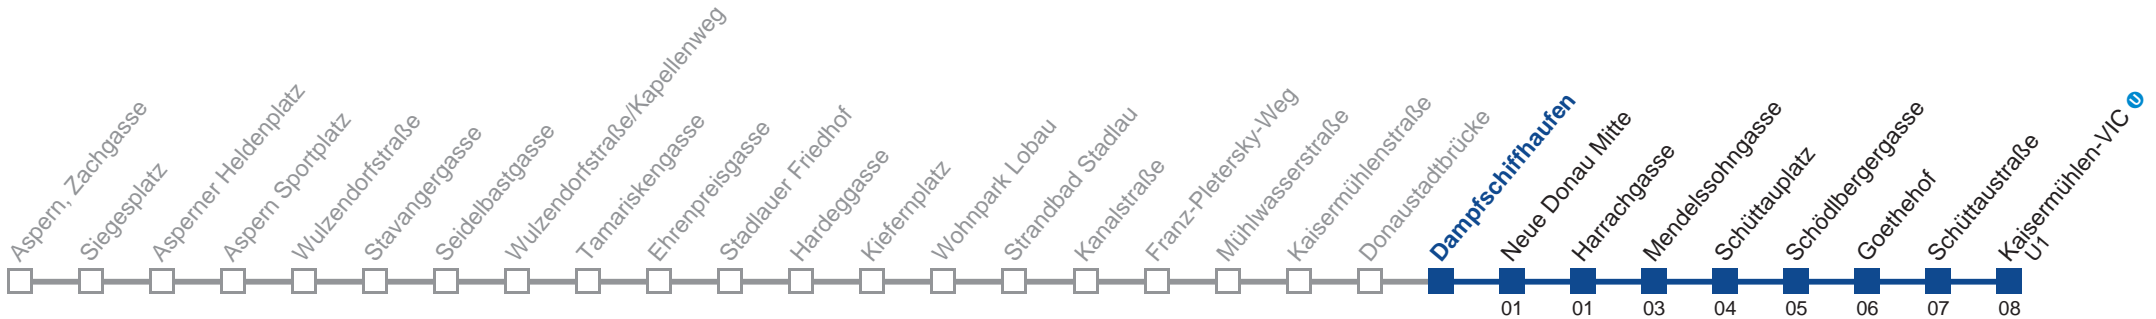 Aspern, Zachgasse
Siegesplatz
Asperner Heldenplatz
Aspern Sportplatz
Wulzendorfstraße
Stavangergasse
Seidelbastgasse
Wulzendorfstraße/Kapellenweg
Tamariskengasse
Ehrenpreisgasse
Stadlauer Friedhof
Hardeggasse
Kiefernplatz
Wohnpark Lobau
Strandbad Stadlau
Kanalstraße
Franz-Pletersky-Weg
Mühlwasserstraße
Kaisermühlenstraße
Donaustadtbrücke
Dampfschiffhaufen
Neue Donau Mitte
Harrachgasse
Mendelssohngasse
Schüttauplatz
Schödlbergergasse
Goethehof
Schüttaustraße
Kaisermühlen-VIC U
U1
01
01
03
04
05
06
07
08